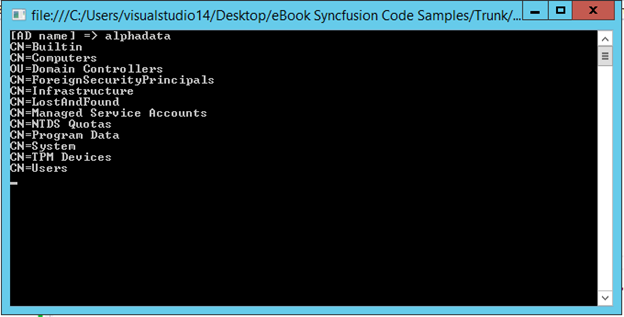 file:///C:/Users/visualstudio14/Desktop/eBook Syncfusion Code Samples/Trunk/...
[AD name] => alphadata
CN=Builtin
CN=Computers
OU=Domain Controllers
CN=ForeignSecurityPrincipals
CN=Infrastructure
CN=LostAndFound
CN=Managed Service Accounts
CN=NTDS Quotas
CN=Program Data
CN=System
CN=TPM Devices
CN=Users